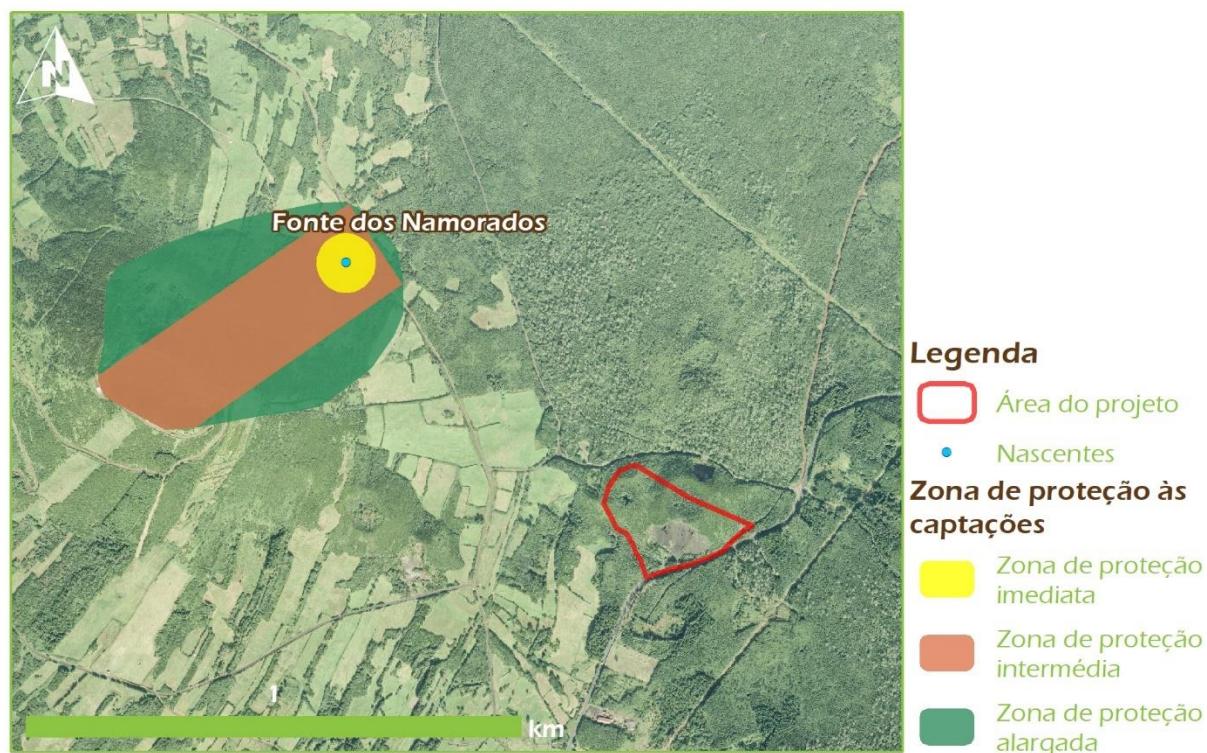 N
Fonte dos Namorados
1
km
Legenda
Área do projeto
Nascentes
Zona de proteção às
captações
Zona de proteção
imediata
Zona de proteção
intermédia
Zona de proteção
alargada